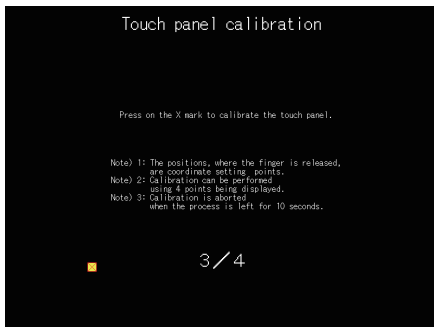 Touch panel calibration
Press on the X mark to calibrate the touch panel.
Note) 1: The positions, where the finger is released,
are coordinate setting points.
Note) 2: Calibration can be performed
using 4 points being displayed.
Note) 3: Calibration is aborted
when the process is left for 10 seconds.
3/4